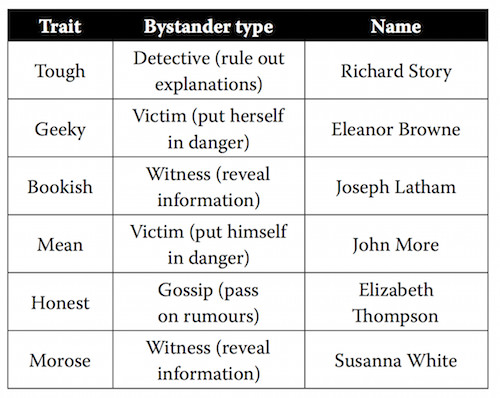 Trait Bystander type Name
Tough Detective (rule out explanations) Richard Story
Geeky Victim (put herself in danger) Eleanor Browne
Bookish Witness (reveal information) Joseph Latham
Mean Victim (put himself in danger) John More
Honest Gossip (pass on rumours) Elizabeth Thompson
Morose Witness (reveal information) Susanna White